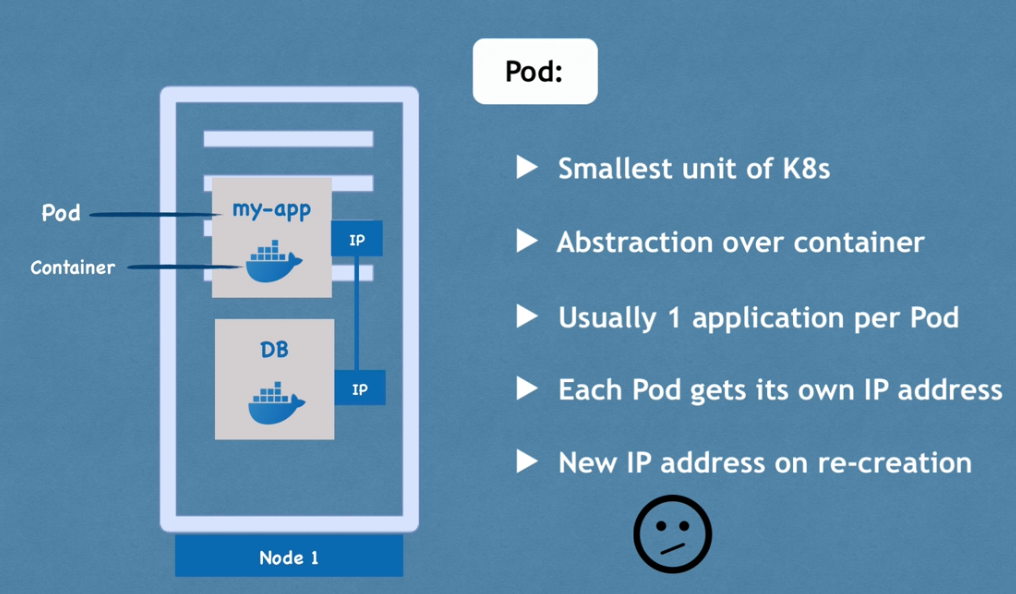 Pod:
Smallest unit of K8s
Abstraction over container
Usually 1 application per Pod
Each Pod gets its own IP address
New IP address on re-creation
Pod
Container
my-app
IP
DB
IP
Node 1